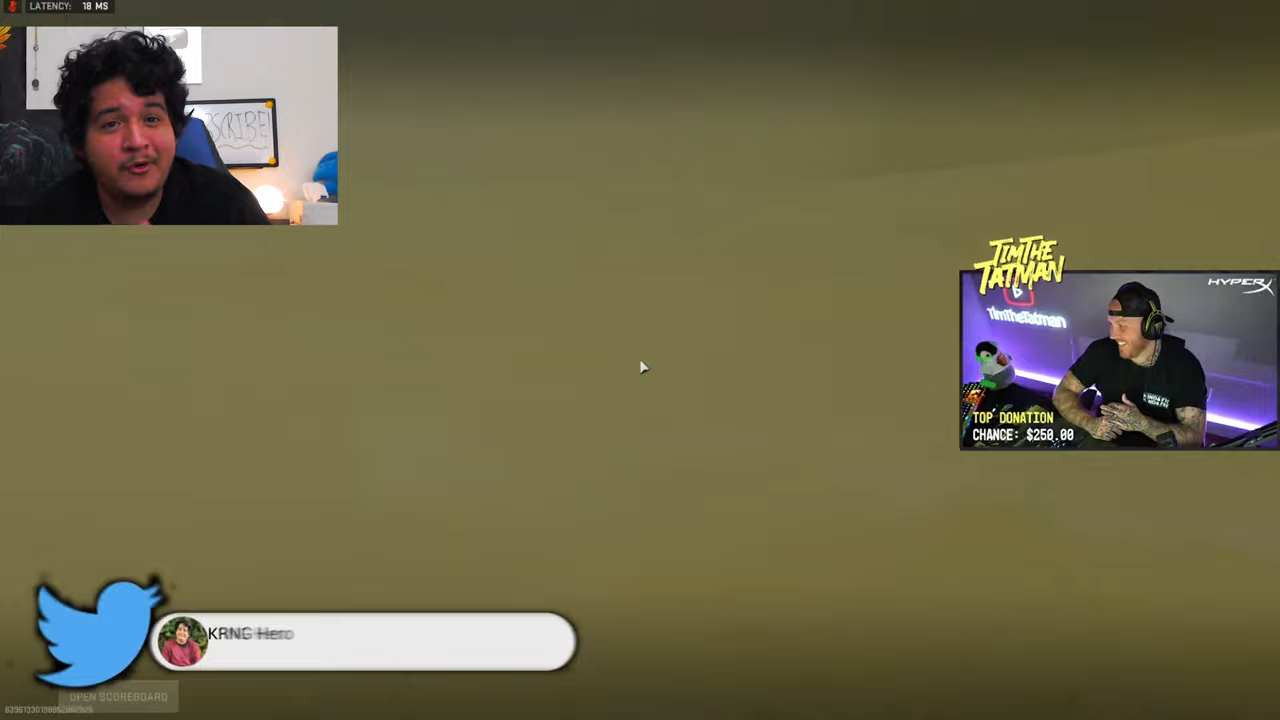 LATENCY: 18 MS
SCRIBE!
TIMTHE
TATMAN
HYPERX
TimTheTatman
TOP DONATION
CHANCE: $250.00
KRNG Hero
OPEN SCOREBOARD